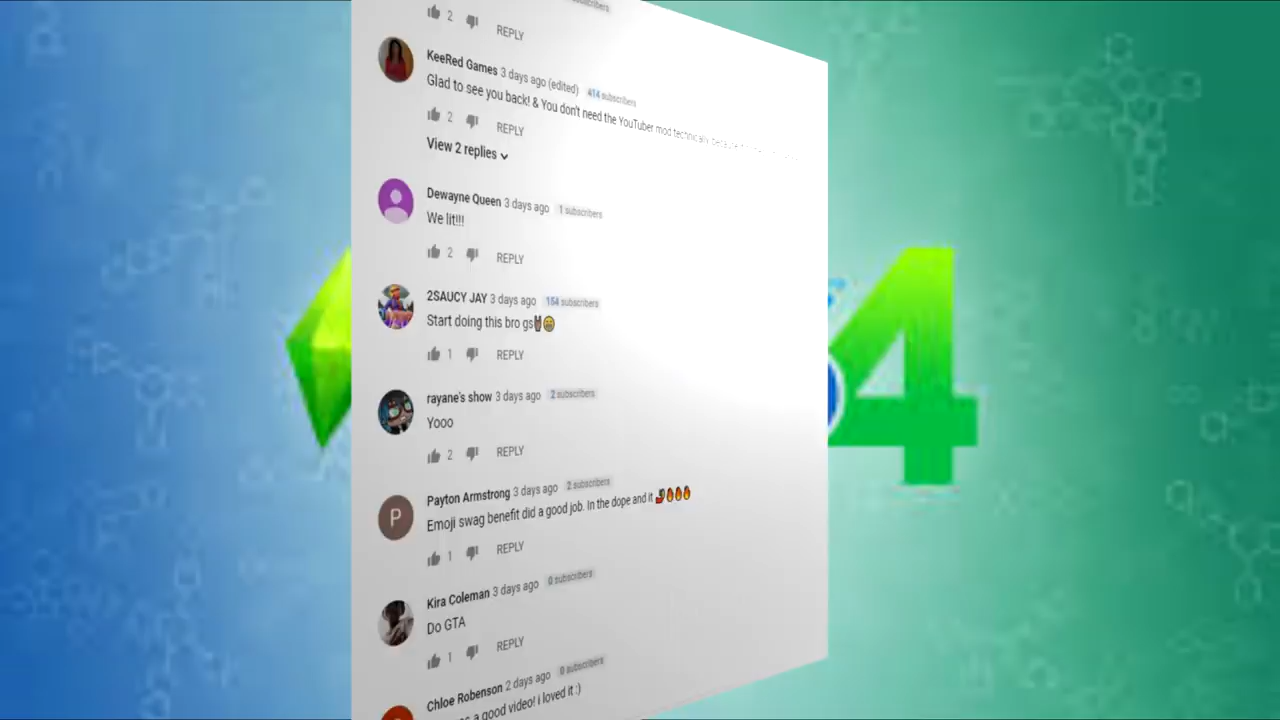 subscribers
2 REPLY
KeeRed Games 3 days ago (edited) 414 subscribers
Glad to see you back! & You don't need the YouTuber mod technically because
2 REPLY
View 2 replies
Dewayne Queen 3 days ago 1 subscribers
We lit!!!
2 REPLY
2SAUCY JAY 3 days ago 154 subscribers
Start doing this bro gs
1 REPLY
rayane's show 3 days ago 2 subscribers
Yooo
2 REPLY
P
Payton Armstrong 3 days ago 2 subscribers
Emoji swag benefit did a good job. In the dope and it
1 REPLY
Kira Coleman 3 days ago 0 subscribers
Do GTA
1 REPLY
Chloe Robenson 2 days ago 0 subscribers
a good video! i loved it :)
4